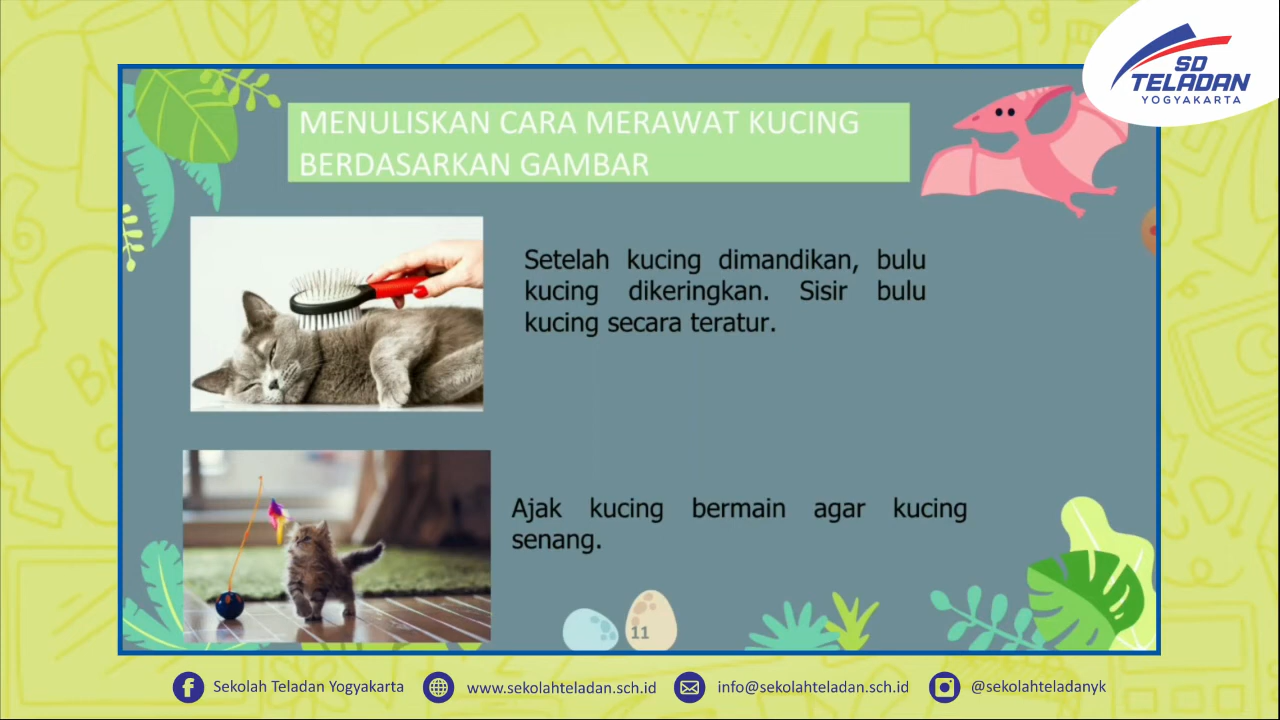 SD
TELADAN
YOGYAKARTA
MENULISKAN CARA MERAWAT KUCING
BERDASARKAN GAMBAR
Setelah kucing dimandikan, bulu
kucing dikeringkan. Sisir bulu
kucing secara teratur.
Ajak kucing bermain agar kucing
senang.
11
Sekolah Teladan Yogyakarta
www.sekolahteladan.sch.id
info@sekolahteladan.sch.id
@sekolahteladanyk